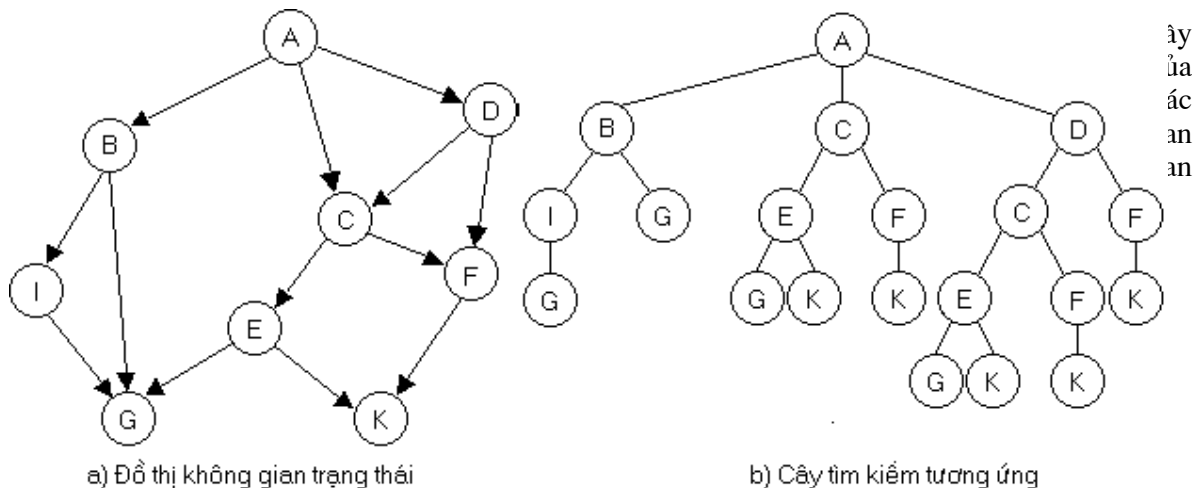 A
D
B
C
F
I
E
G
K
a) Đồ thị không gian trạng thái
A
B C D
I G E F C F
G G K K E F K
G K K
b) Cây tìm kiếm tương ứng
ây
ủa
ác
an
an